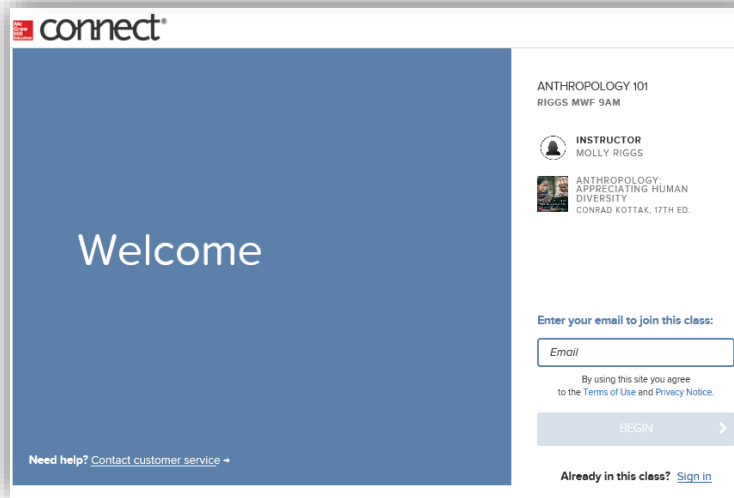 Mc
Graw
Hill
Education
connect®
ANTHROPOLOGY 101
RIGGS MWF 9AM
INSTRUCTOR
MOLLY RIGGS
ANTHROPOLOGY:
APPRECIATING HUMAN
DIVERSITY
CONRAD KOTTAK, 17TH ED.
Welcome
Enter your email to join this class:
Email
By using this site you agree
to the Terms of Use and Privacy Notice.
BEGIN
Need help? Contact customer service →
Already in this class? Sign in